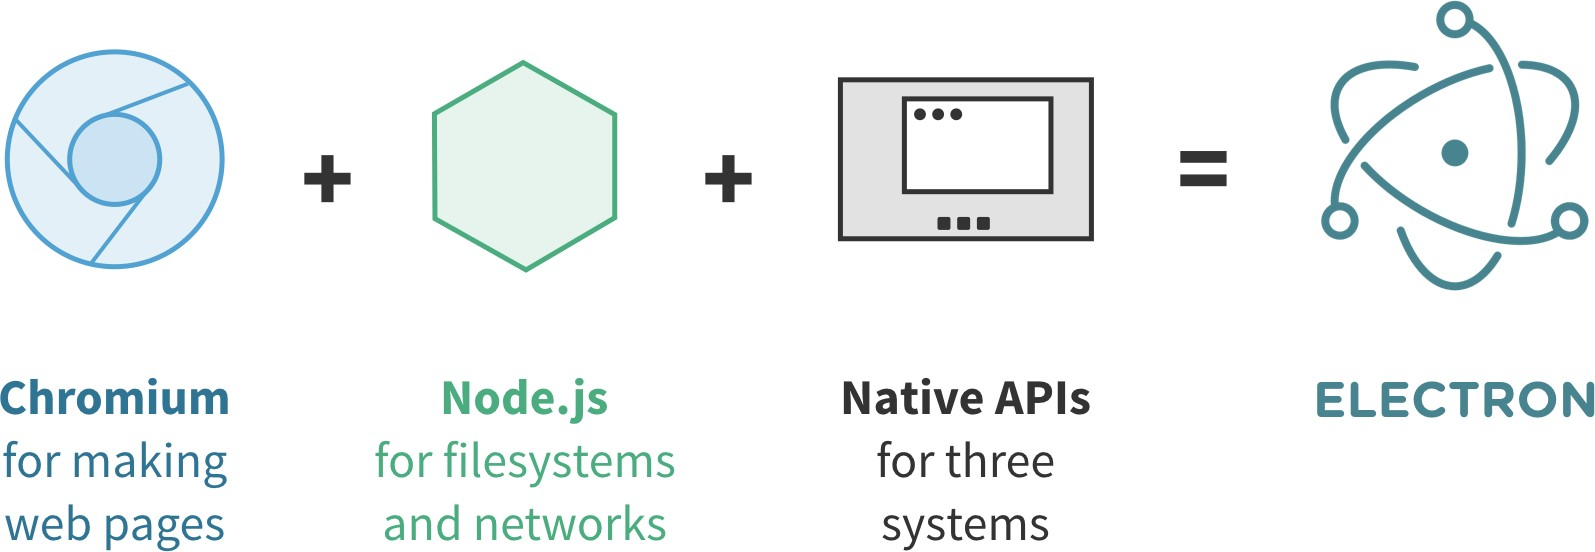 +
+
=
Chromium
for making
web pages
Node.js
for filesystems
and networks
Native APIs
for three
systems
ELECTRON